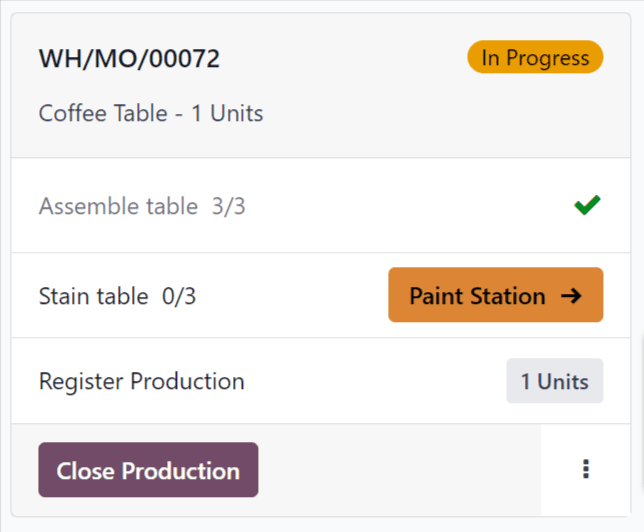 WH/MO/00072 In Progress
Coffee Table - 1 Units
Assemble table 3/3
Stain table 0/3 Paint Station →
Register Production 1 Units
Close Production